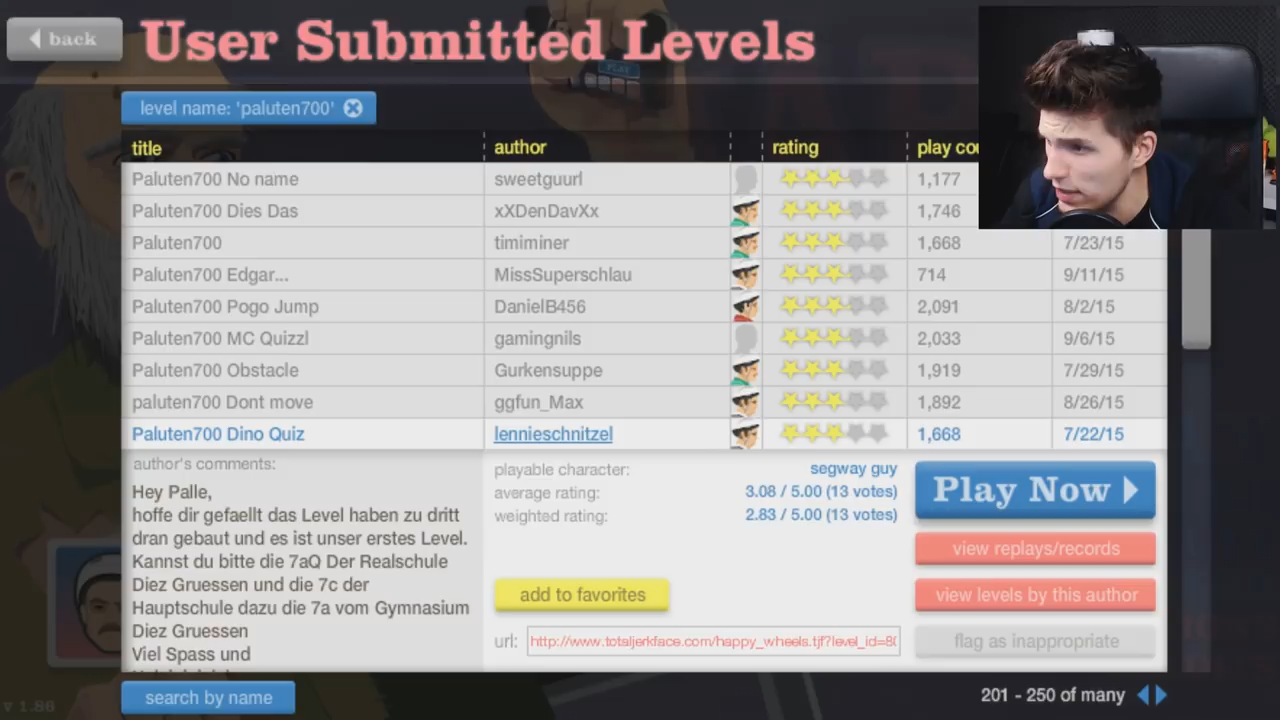 back
User Submitted Levels
level name: 'paluten700'
title author rating play cou
Paluten700 No name sweetguurl 1,177
Paluten700 Dies Das xXDenDavXx 1,746
Paluten700 timiminer 1,668 7/23/15
Paluten700 Edgar... MissSuperschlau 714 9/11/15
Paluten700 Pogo Jump DanielB456 2,091 8/2/15
Paluten700 MC Quizzl gamingnils 2,033 9/6/15
Paluten700 Obstacle Gurkensuppe 1,919 7/29/15
paluten700 Dont move ggfun_Max 1,892 8/26/15
Paluten700 Dino Quiz lennieschnitzel 1,668 7/22/15
author's comments:
Hey Palle,
hoffe dir gefaellt das Level haben zu dritt
dran gebaut und es ist unser erstes Level.
Kannst du bitte die 7aQ Der Realschule
Diez Gruessen und die 7c der
Hauptschule dazu die 7a vom Gymnasium
Diez Gruessen
Viel Spass und
playable character: segway guy
average rating: 3.08 / 5.00 (13 votes)
weighted rating: 2.83 / 5.00 (13 votes)
add to favorites
url: http://www.totaljerkface.com/happy_wheels.tjf?level_id=8(
Play Now
view replays/records
view levels by this author
flag as inappropriate
search by name
201 - 250 of many
v 1.86